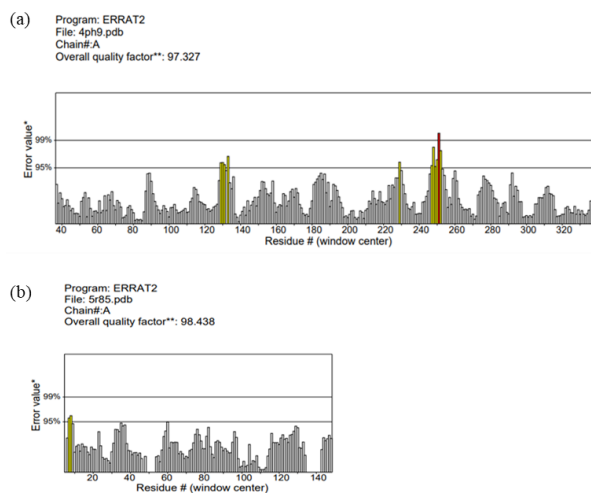 (a)
Program: ERRAT2
File: 4ph9.pdb
Chain#:A
Overall quality factor**: 97.327
Error value*
99%
95%
40 60 80 100 120 140 160 180 200 220 240 260 280 300 320
Residue # (window center)
(b)
Program: ERRAT2
File: 5r85.pdb
Chain#:A
Overall quality factor**: 98.438
Error value*
99%
95%
20 40 60 80 100 120 140
Residue # (window center)